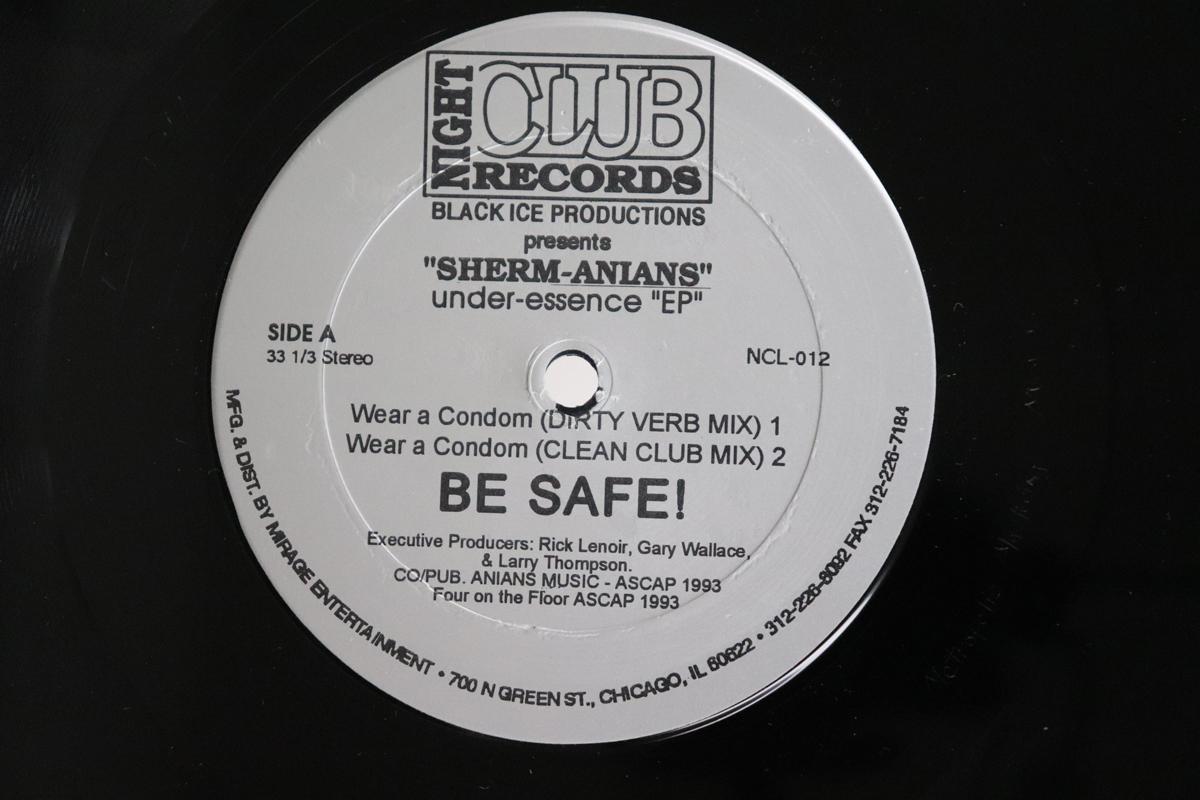 NIGHT CLUB
RECORDS
BLACK ICE PRODUCTIONS
presents
"SHERM-ANIANS"
under-essence "EP"
SIDE A
33 1/3 Stereo
NCL-012
Wear a Condom (DIRTY VERB MIX) 1
Wear a Condom (CLEAN CLUB MIX) 2
BE SAFE!
Executive Producers: Rick Lenoir, Gary Wallace,
& Larry Thompson.
CO/PUB. ANIANS MUSIC - ASCAP 1993
Four on the Floor ASCAP 1993
MFG. & DIST. BY MIRAGE ENTERTAINMENT • 700 N GREEN ST., CHICAGO, IL 60622 • 312-226-8092 FAX 312-226-7184